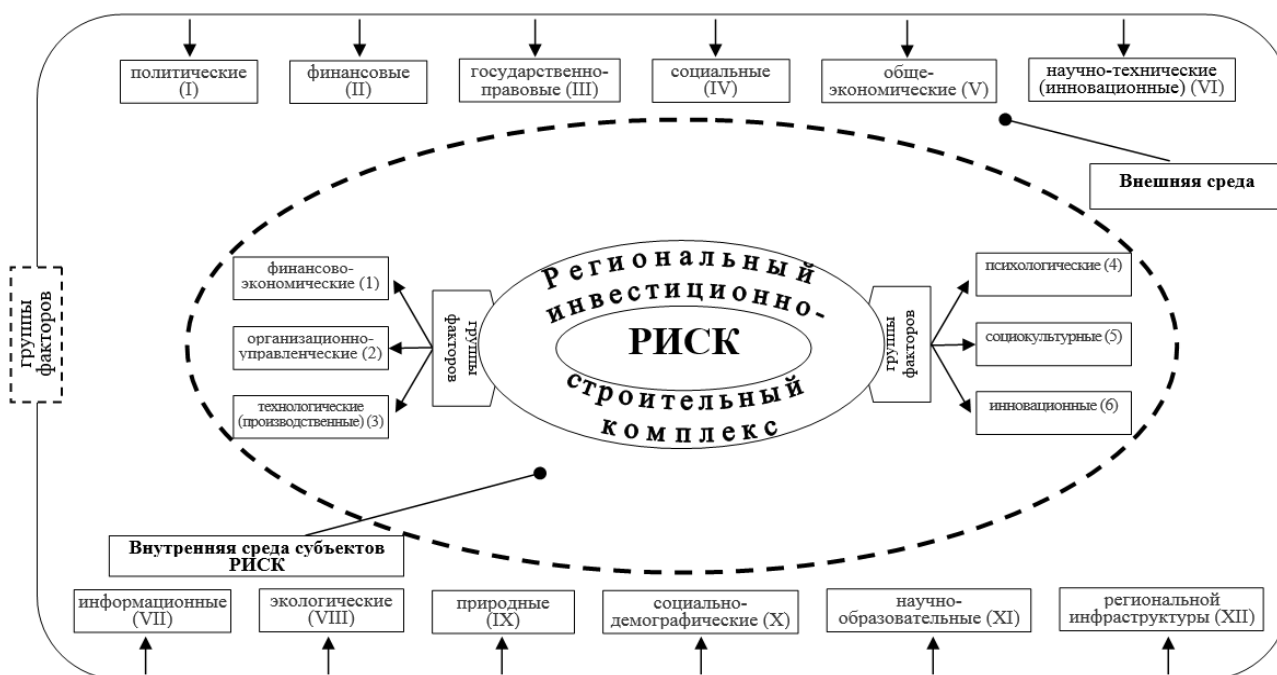 политические
(I)
финансовые
(II)
государственно-
правовые (III)
социальные
(IV)
обще-
экономические (V)
научно-технические
(инновационные) (VI)
Внешняя среда
группы
факторов
финансово-
экономические (1)
организационно-
управленческие (2)
технологические
(производственные) (3)
группы
факторов
Региональный
инвестиционно-
РИСК
строительный
комплекс
группы
факторов
психологические (4)
социокультурные (5)
инновационные (6)
Внутренняя среда субъектов
РИСК
информационные
(VII)
экологические
(VIII)
природные
(IX)
социально-
демографические (X)
научно-
образовательные (XI)
региональной
инфраструктуры (XII)